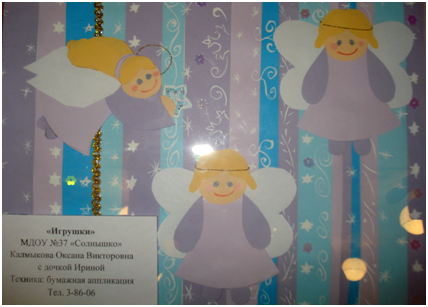 «Игрушки»
МДОУ №37 «Солнышко»
Калмыкова Оксана Викторовна
с дочкой Ириной
Техника: бумажная аппликация
Тел. 3-86-06